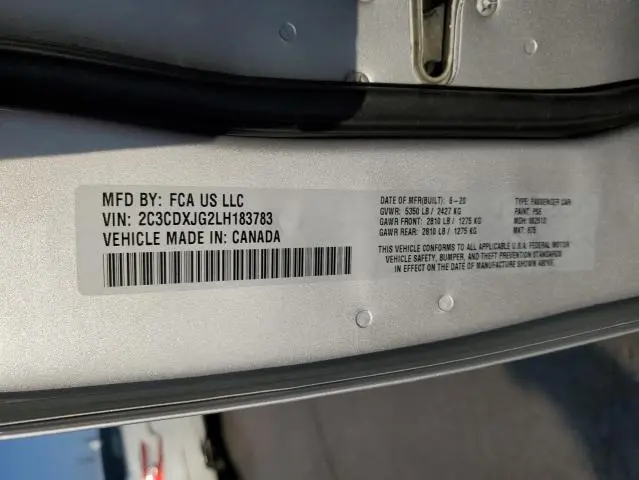 MFD BY: FCA US LLC
VIN: 2C3CDXJG2LH183783
VEHICLE MADE IN: CANADA
DATE OF MFR(BUILT): 6-20
GVWR: 5350 LB / 2427 KG
GAWR FRONT: 2810 LB / 1275 KG
GAWR REAR: 2810 LB / 1275 KG
TYPE: PASSENGER CAR
PAINT: PSE
MDH:
MKT:
THIS VEHICLE CONFORMS TO ALL APPLICABLE U.S.A. FEDERAL MOTOR
VEHICLE SAFETY, BUMPER, AND THEFT PREVENTION STANDARDS
IN EFFECT ON THE DATE OF MANUFACTURE SHOWN ABOVE.